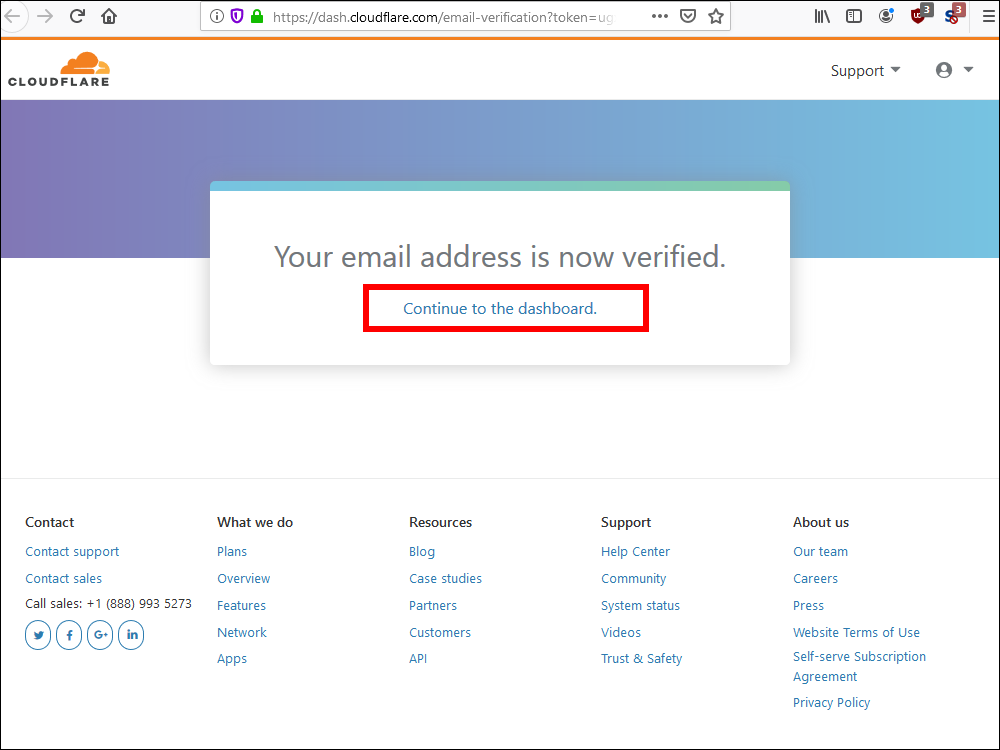 https://dash.cloudflare.com/email-verification?token=ug
3
3
CLOUDFLARE
Support
Your email address is now verified.
Continue to the dashboard.
Contact
Contact support
Contact sales
Call sales: +1 (888) 993 5273
What we do
Plans
Overview
Features
Network
Apps
Resources
Blog
Case studies
Partners
Customers
API
Support
Help Center
Community
System status
Videos
Trust & Safety
About us
Our team
Careers
Press
Website Terms of Use
Self-serve Subscription
Agreement
Privacy Policy